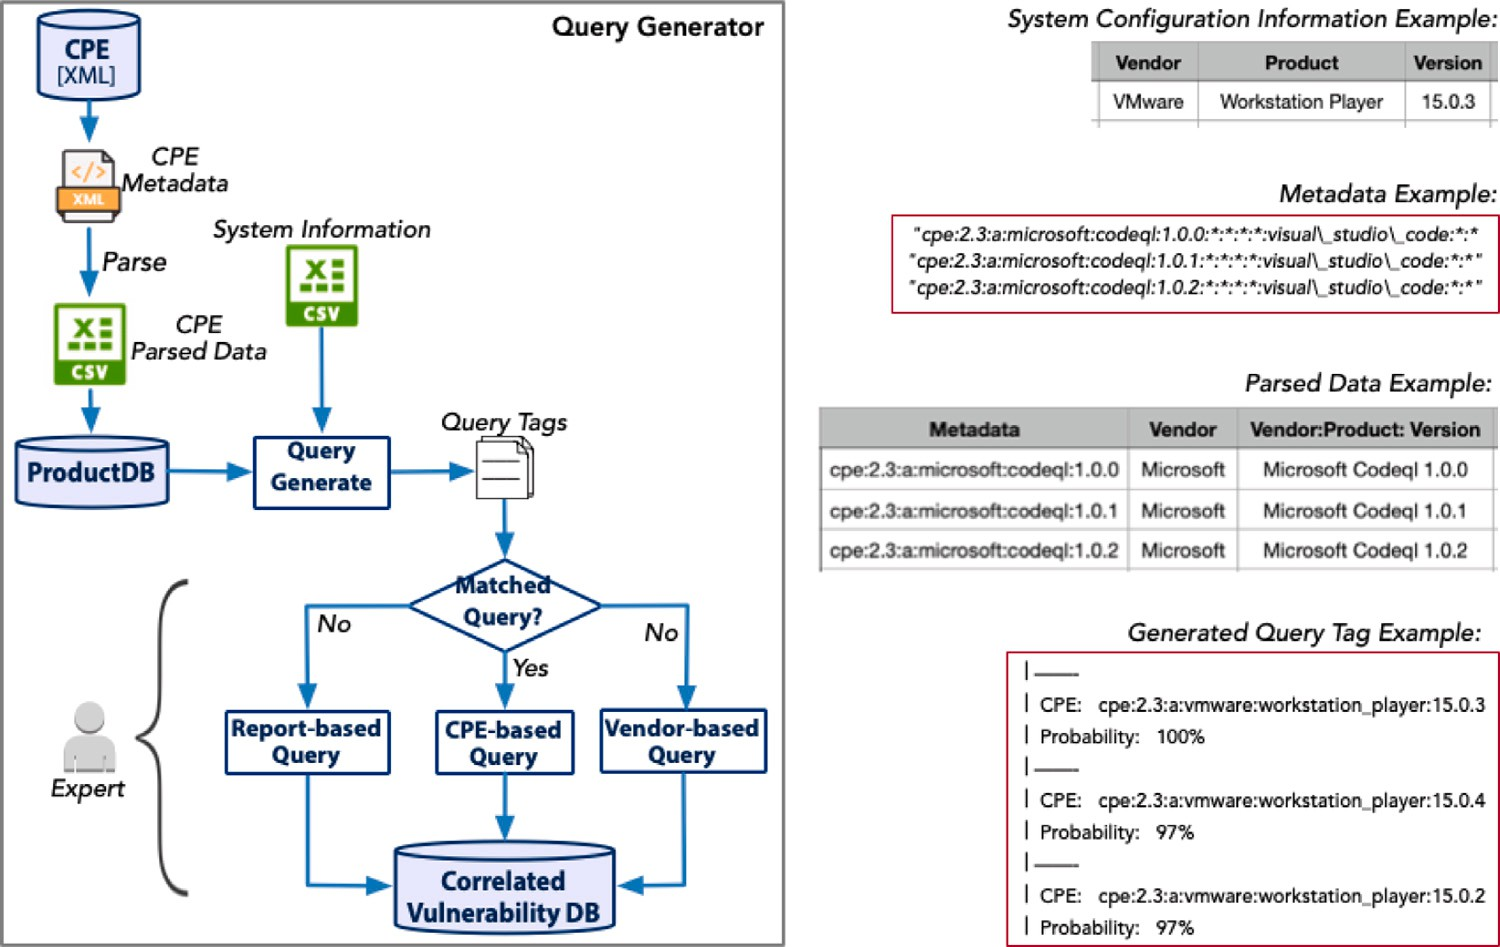 Query Generator
CPE
[XML]
</>
XML
CPE
Metadata
Parse
System Information
X
CSV
X
CSV
CPE
Parsed Data
ProductDB
Query
Generate
Query Tags
Matched
Query?
No
Yes
No
Report-based
Query
CPE-based
Query
Vendor-based
Query
Expert
Correlated
Vulnerability DB
System Configuration Information Example:
Vendor Product Version
VMware Workstation Player 15.0.3
Metadata Example:
"cpe:2.3:a:microsoft:codeql:1.0.0:*:*:*:*:visual\_studio\_code:*:*
"cpe:2.3:a:microsoft:codeql:1.0.1:*:*:*:*:visual\_studio\_code:*:*"
"cpe:2.3:a:microsoft:codeql:1.0.2:*:*:*:*:visual\_studio\_code:*:*"
Parsed Data Example:
Metadata Vendor Vendor:Product: Version
cpe:2.3:a:microsoft:codeql:1.0.0 Microsoft Microsoft Codeql 1.0.0
cpe:2.3:a:microsoft:codeql:1.0.1 Microsoft Microsoft Codeql 1.0.1
cpe:2.3:a:microsoft:codeql:1.0.2 Microsoft Microsoft Codeql 1.0.2
Generated Query Tag Example:
|-----
| CPE: cpe:2.3:a:vmware:workstation_player:15.0.3
| Probability: 100%
|-----
| CPE: cpe:2.3:a:vmware:workstation_player:15.0.4
| Probability: 97%
|-----
| CPE: cpe:2.3:a:vmware:workstation_player:15.0.2
| Probability: 97%